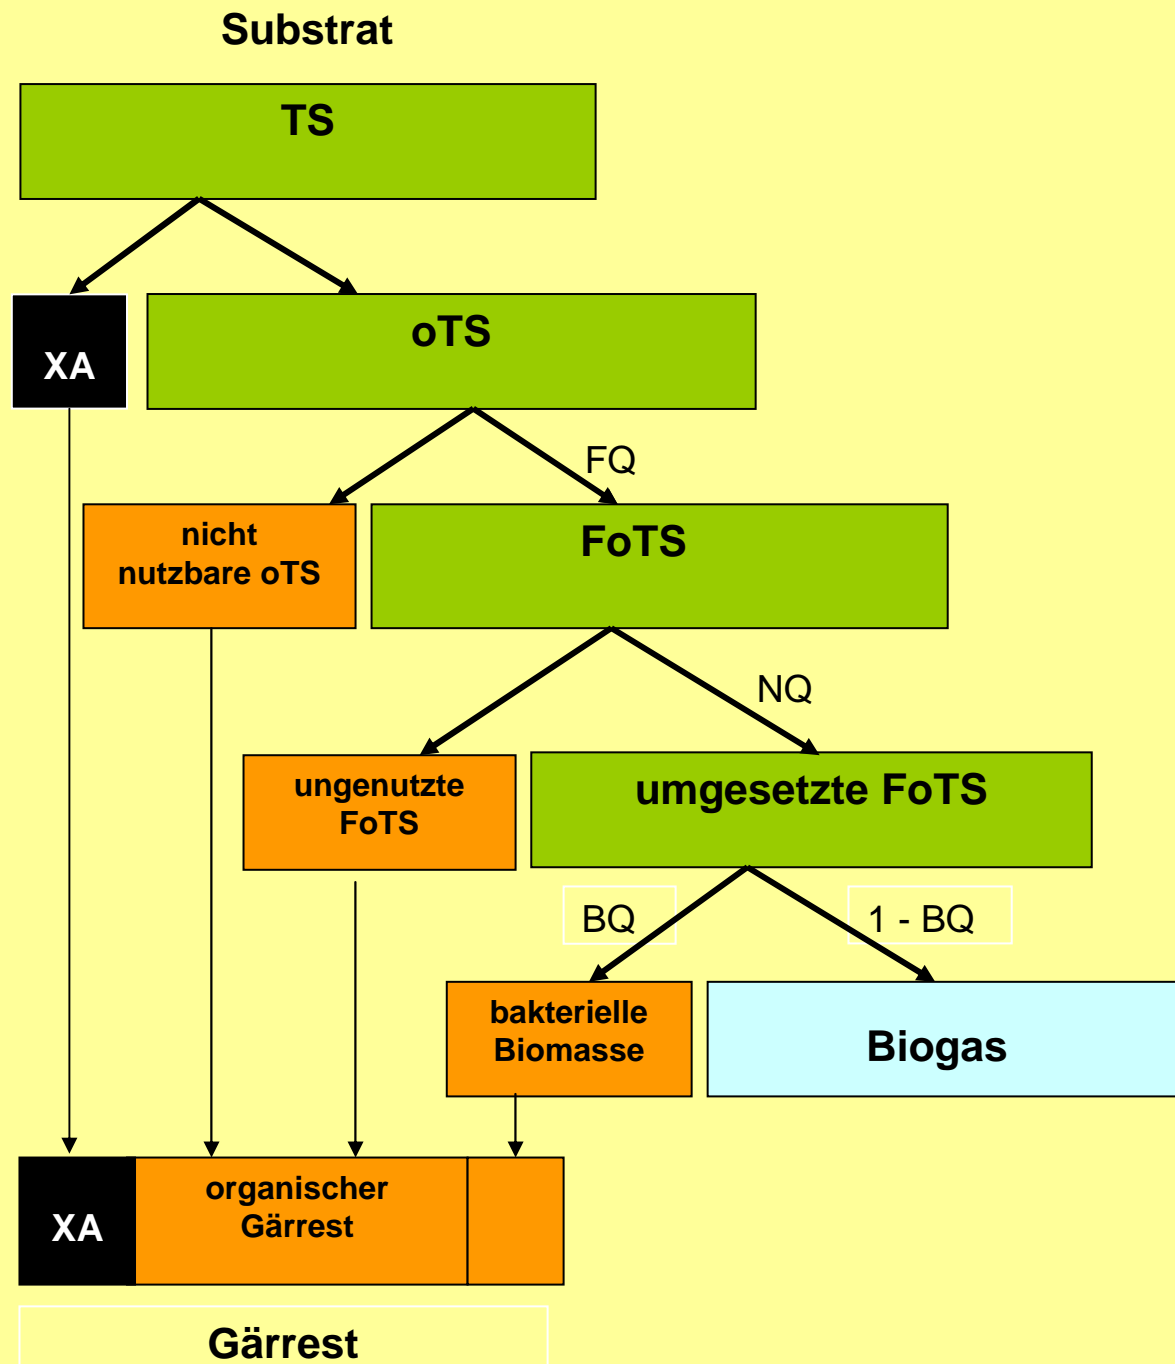 Substrat
TS
XA
oTS
FQ
nicht
nutzbare oTS
FoTS
NQ
ungenutzte
FoTS
umgesetzte FoTS
BQ
1 - BQ
bakterielle
Biomasse
Biogas
XA
organischer
Gärrest
Gärrest